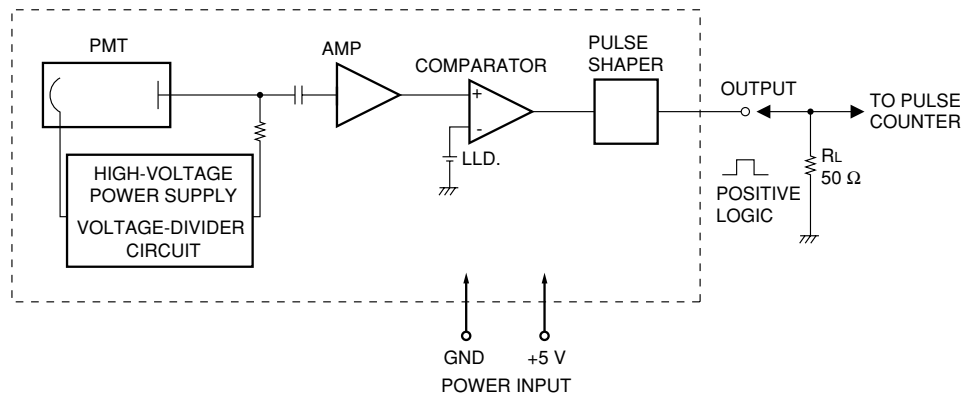 PMT
AMP
COMPARATOR
PULSE
SHAPER
OUTPUT
TO PULSE
COUNTER
+
-
LLD.
HIGH-VOLTAGE
POWER SUPPLY
VOLTAGE-DIVIDER
CIRCUIT
POSITIVE
LOGIC
RL
50 Ω
GND
+5 V
POWER INPUT